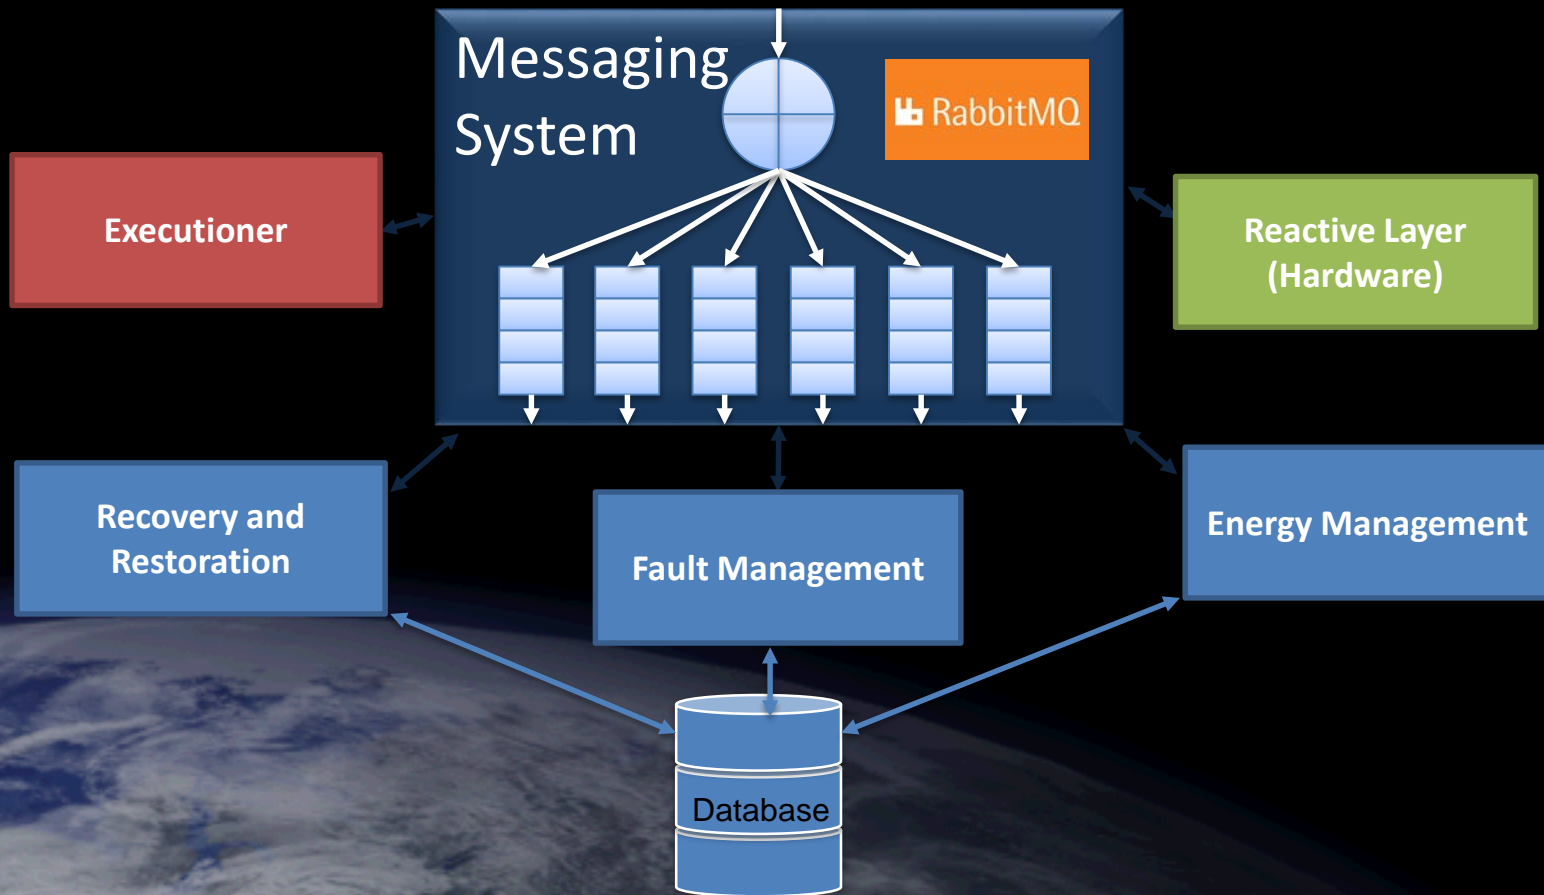 Messaging
System
RabbitMQ
Executioner
Reactive Layer
(Hardware)
Recovery and
Restoration
Fault Management
Energy Management
Database